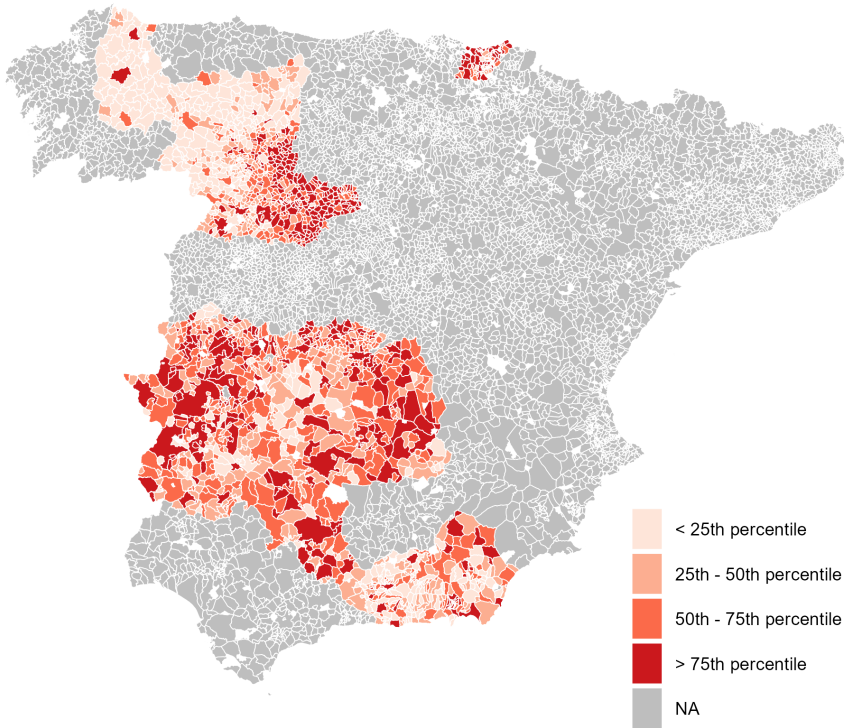 < 25th percentile
25th - 50th percentile
50th - 75th percentile
> 75th percentile
NA